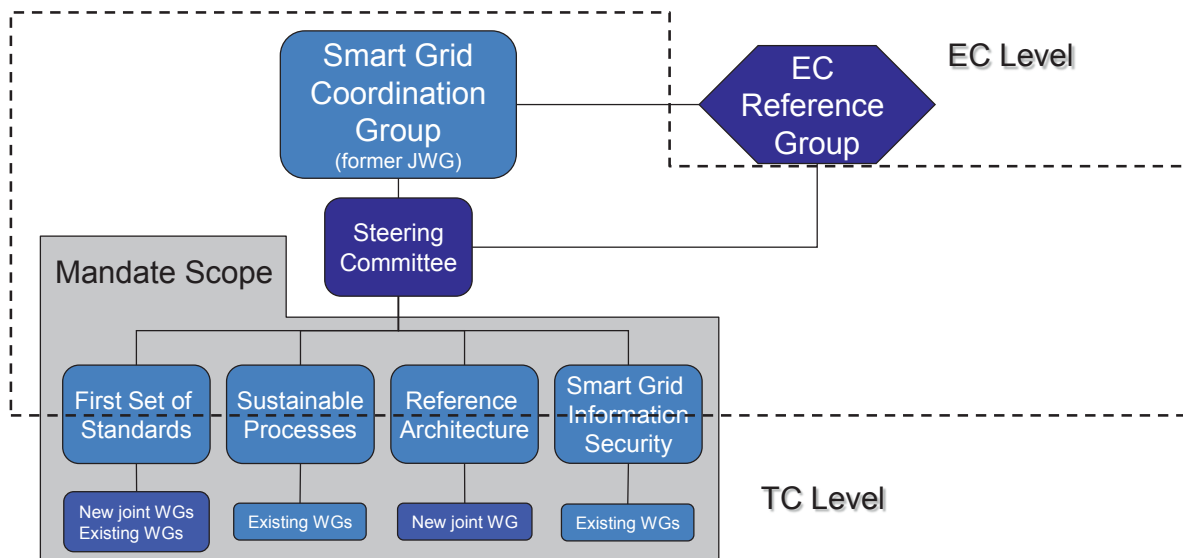 Smart Grid
Coordination
Group
(former JWG)
EC
Reference
Group
EC Level
Steering
Committee
Mandate Scope
First Set of
Standards
Sustainable
Processes
Reference
Architecture
Smart Grid
Information
Security
New joint WGs
Existing WGs
Existing WGs
New joint WG
Existing WGs
TC Level